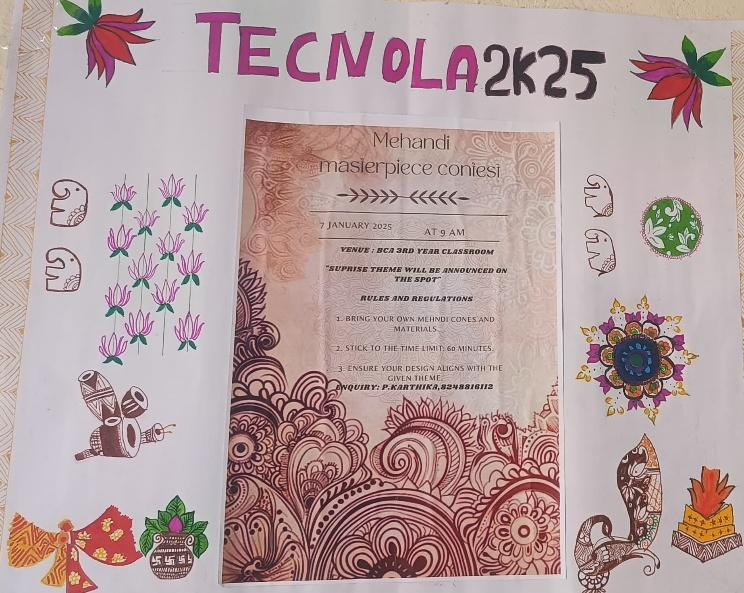 TECNOLA2K25
Mehandi
masterpiece contest
7 JANUARY 2025 AT 9 AM
VENUE : BCA 3RD YEAR CLASSROOM
"SUPRISE THEME WILL BE ANNOUNCED ON
THE SPOT"
RULES AND REGULATIONS
1. BRING YOUR OWN MEHNDI CONES AND
MATERIALS.
2. STICK TO THE TIME LIMIT: 60 MINUTES.
3. ENSURE YOUR DESIGN ALIGNS WITH THE
GIVEN THEME.
ENQUIRY: P.KARTHIKA,8248816112